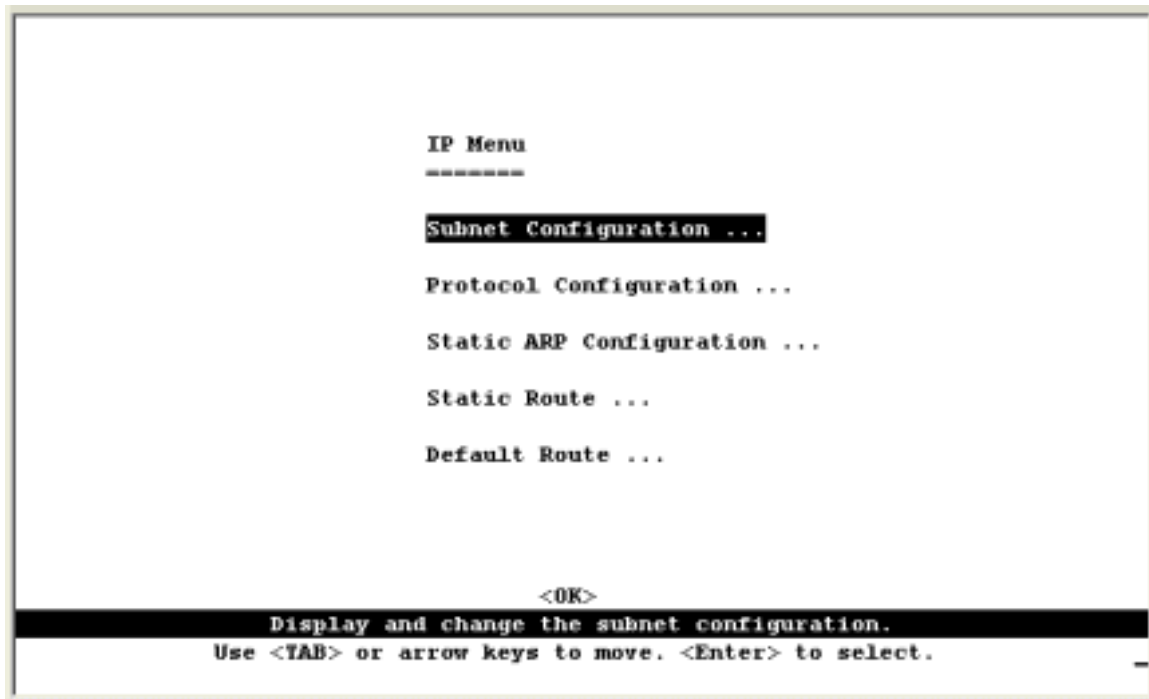 IP Menu
=======
Subnet Configuration ...
Protocol Configuration ...
Static ARP Configuration ...
Static Route ...
Default Route ...
<OK>
Display and change the subnet configuration.
Use <TAB> or arrow keys to move. <Enter> to select.